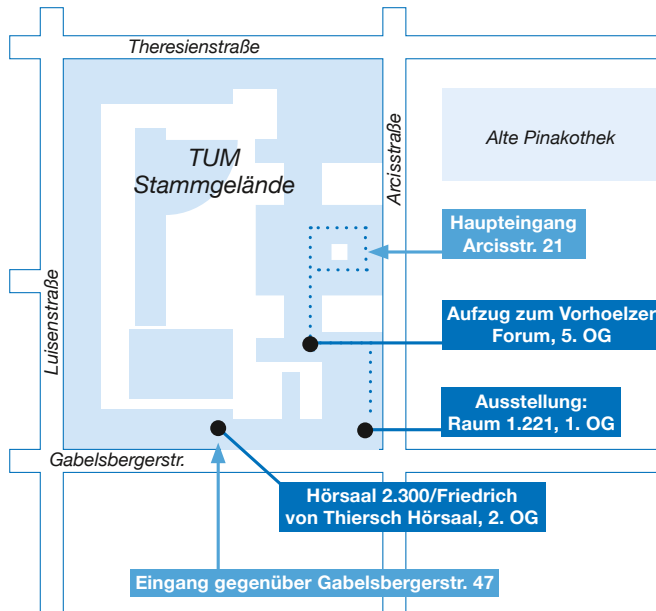 Theresienstraße
TUM
Stammgelände
Arcisstraße
Alte Pinakothek
Haupteingang
Arcisstr. 21
Luisenstraße
Aufzug zum Vorhoelzer
Forum, 5. OG
Ausstellung:
Raum 1.221, 1. OG
Gabelsbergerstr.
Hörsaal 2.300/Friedrich
von Thiersch Hörsaal, 2. OG
Eingang gegenüber Gabelsbergerstr. 47